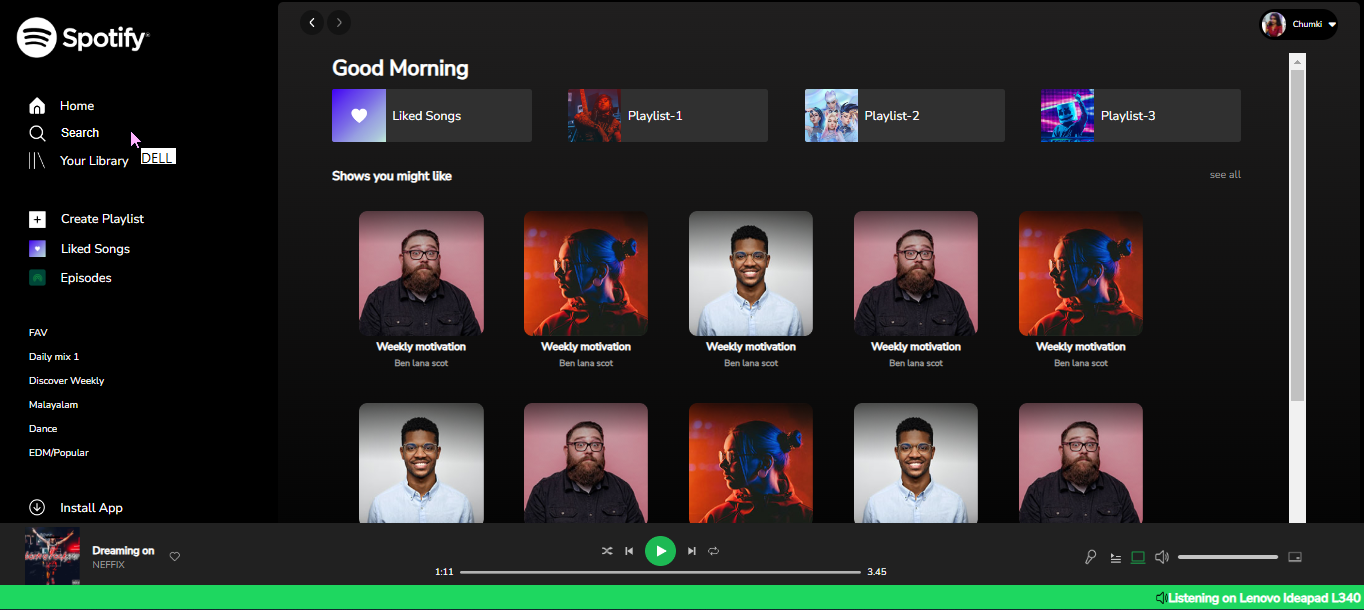 Spotify®
Home
Search
Your Library
DELL
Create Playlist
Liked Songs
Episodes
FAV
Daily mix 1
Discover Weekly
Malayalam
Dance
EDM/Popular
Install App
Chumki
Good Morning
Liked Songs
Playlist-1
Playlist-2
Playlist-3
Shows you might like
see all
Weekly motivation
Ben lana scot
Weekly motivation
Ben lana scot
Weekly motivation
Ben lana scot
Weekly motivation
Ben lana scot
Weekly motivation
Ben lana scot
Dreaming on
NEFFIX
1:11
3.45
Listening on Lenovo Ideapad L340